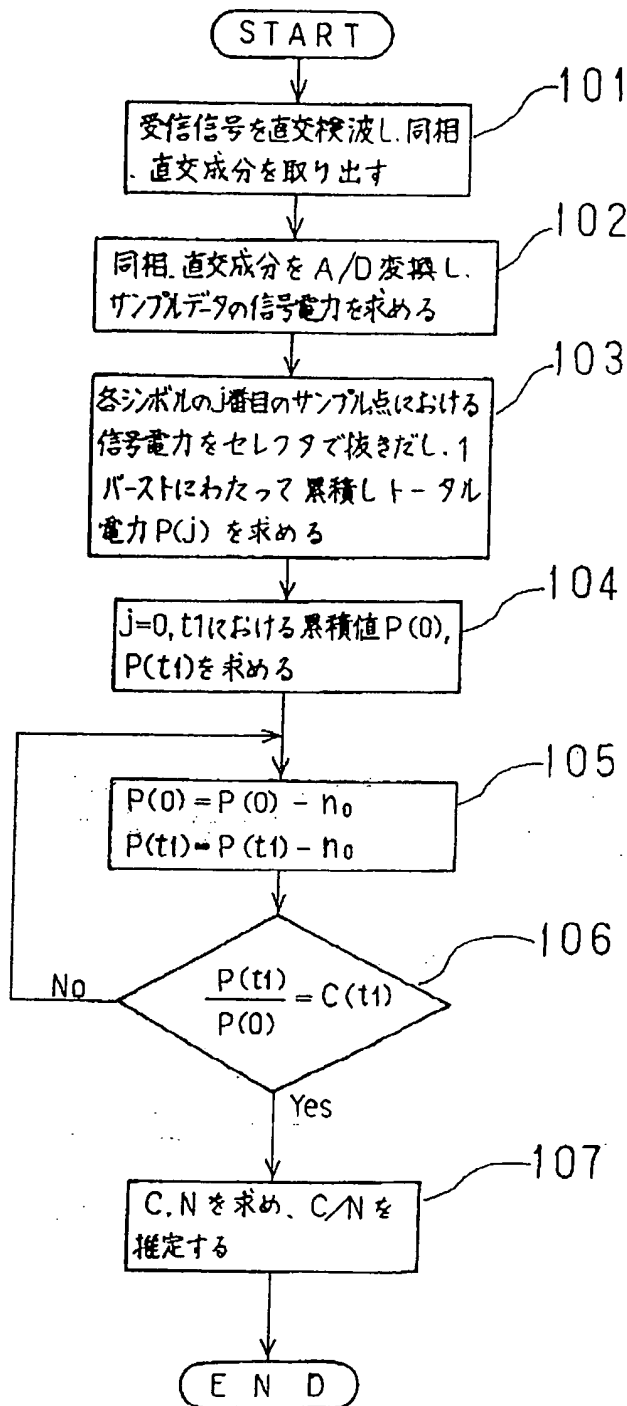 START
101
受信信号を直交検波し、同相
、直交成分を取り出す
102
同相、直交成分を A/D 変換し、
サンプルデータの信号電力を求める
103
各シンボルのj番目のサンプル点における
信号電力をセレクタで抜きだし、1
バーストにわたって累積しトータル
電力P(j)を求める
104
j=0,t1における累積値P(0),
P(t1)を求める
105
P(0)=P(0)-n0
P(t1)=P(t1)-n0
106
P(t1)
P(0)
=C(t1)
No
Yes
107
C,Nを求め、C/Nを
推定する
END